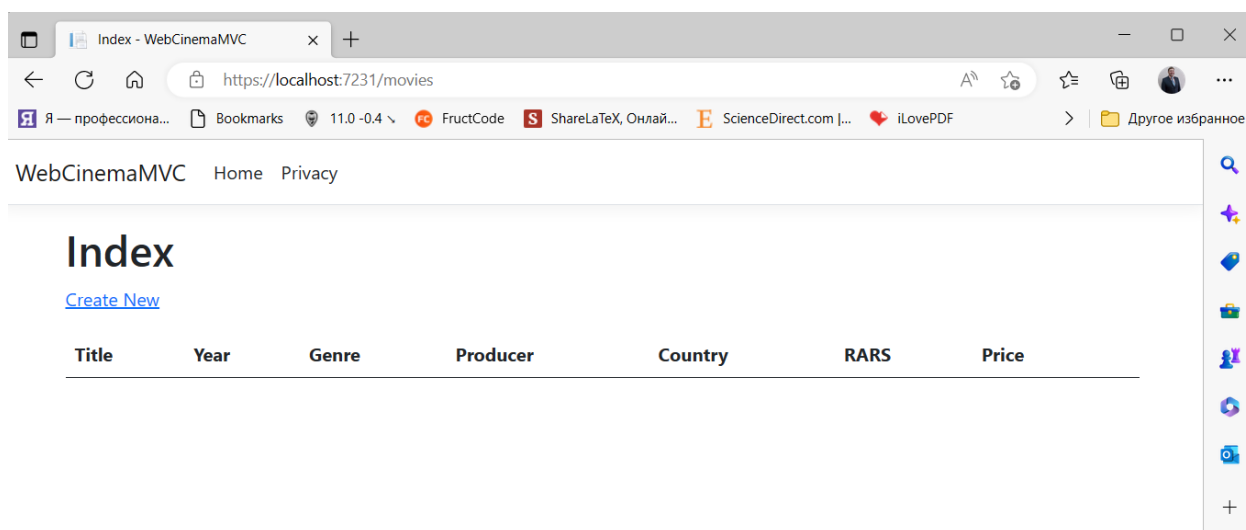 Index - WebCinemaMVC
https://localhost:7231/movies
Я — профессиона... Bookmarks 11.0 -0.4 FructCode ShareLaTeX, Онлай... ScienceDirect.com |... iLovePDF Другое избранное
WebCinemaMVC Home Privacy
Index
Create New
Title Year Genre Producer Country RARS Price